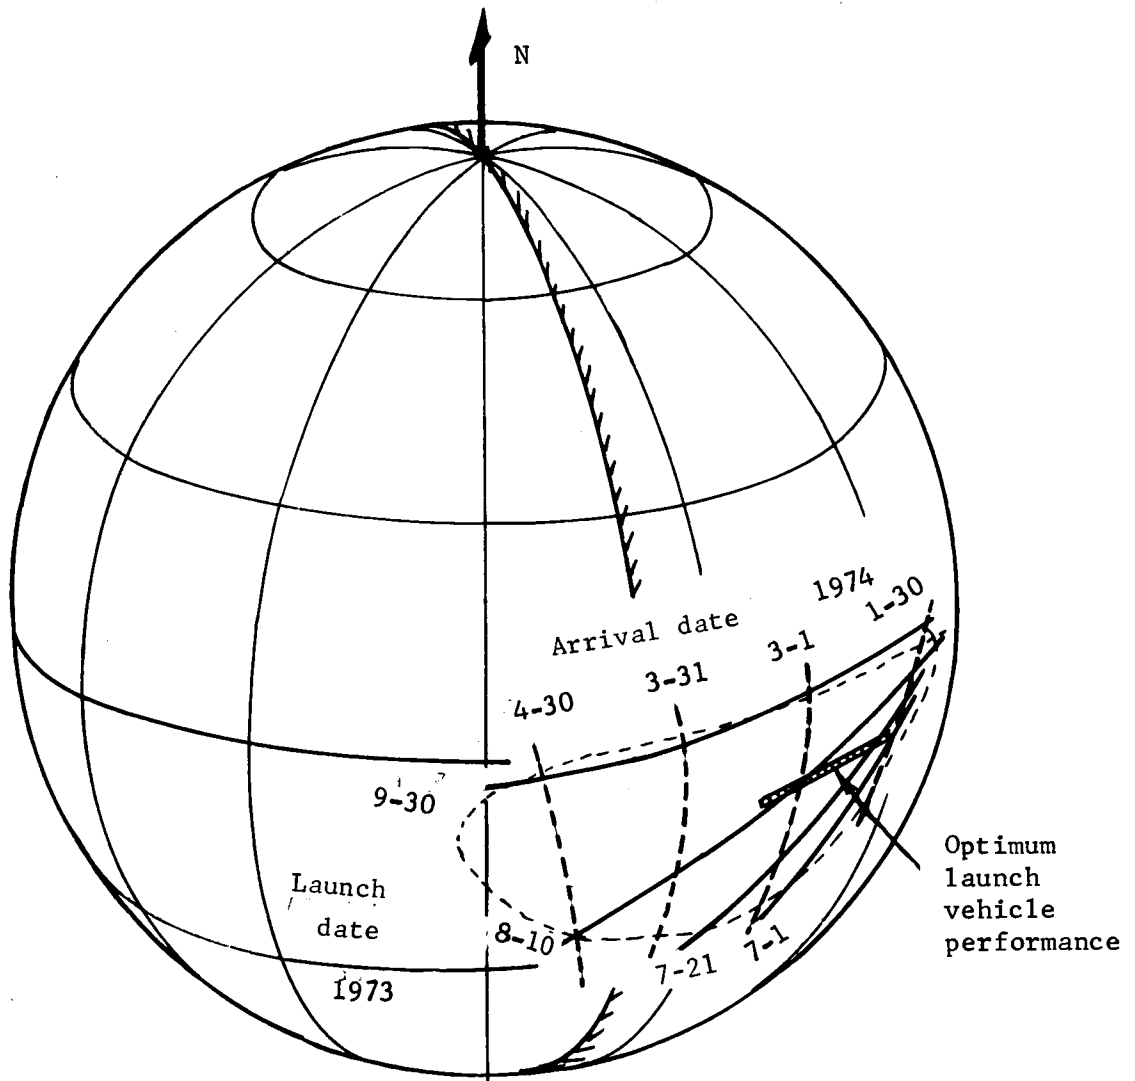 N
1974
1-30
Arrival date
3-1
3-31
4-30
9-30
Launch
date
1973
8-10
7-21
7-1
Optimum
launch
vehicle
performance